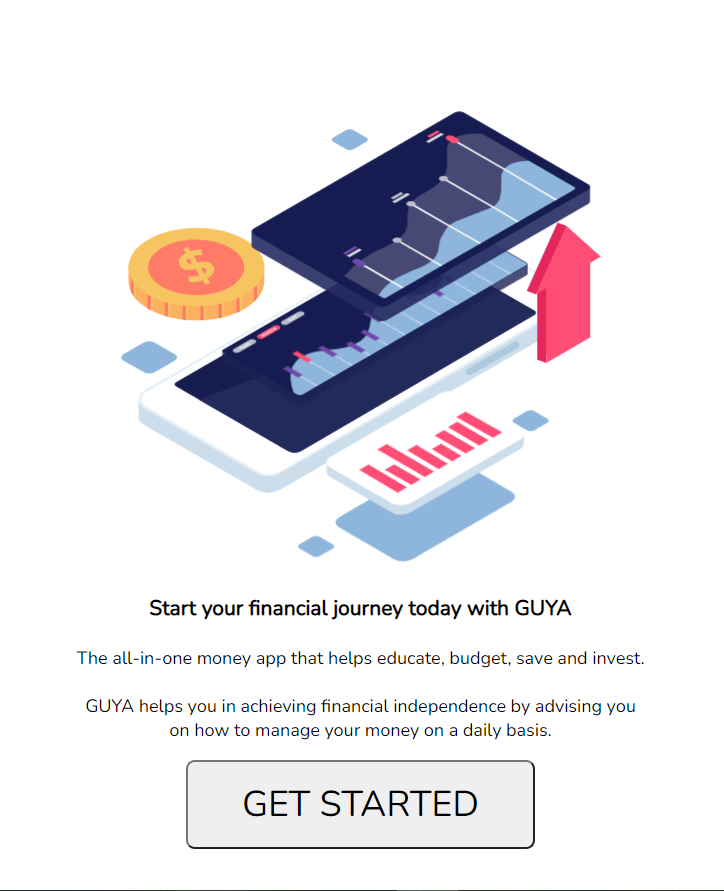 $
Start your financial journey today with GUYA
The all-in-one money app that helps educate, budget, save and invest.
GUYA helps you in achieving financial independence by advising you
on how to manage your money on a daily basis.
GET STARTED